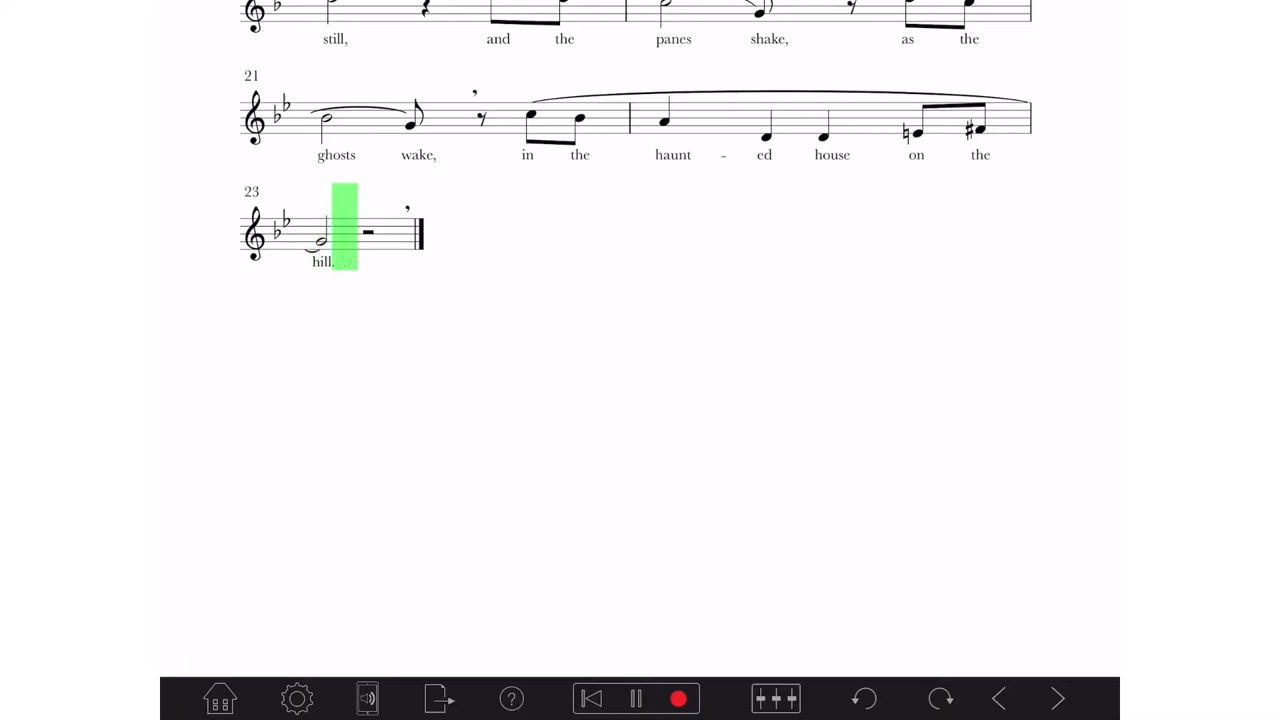 still, and the panes shake, as the
21
ghosts wake, in the haunt - ed house on the
23
hill.